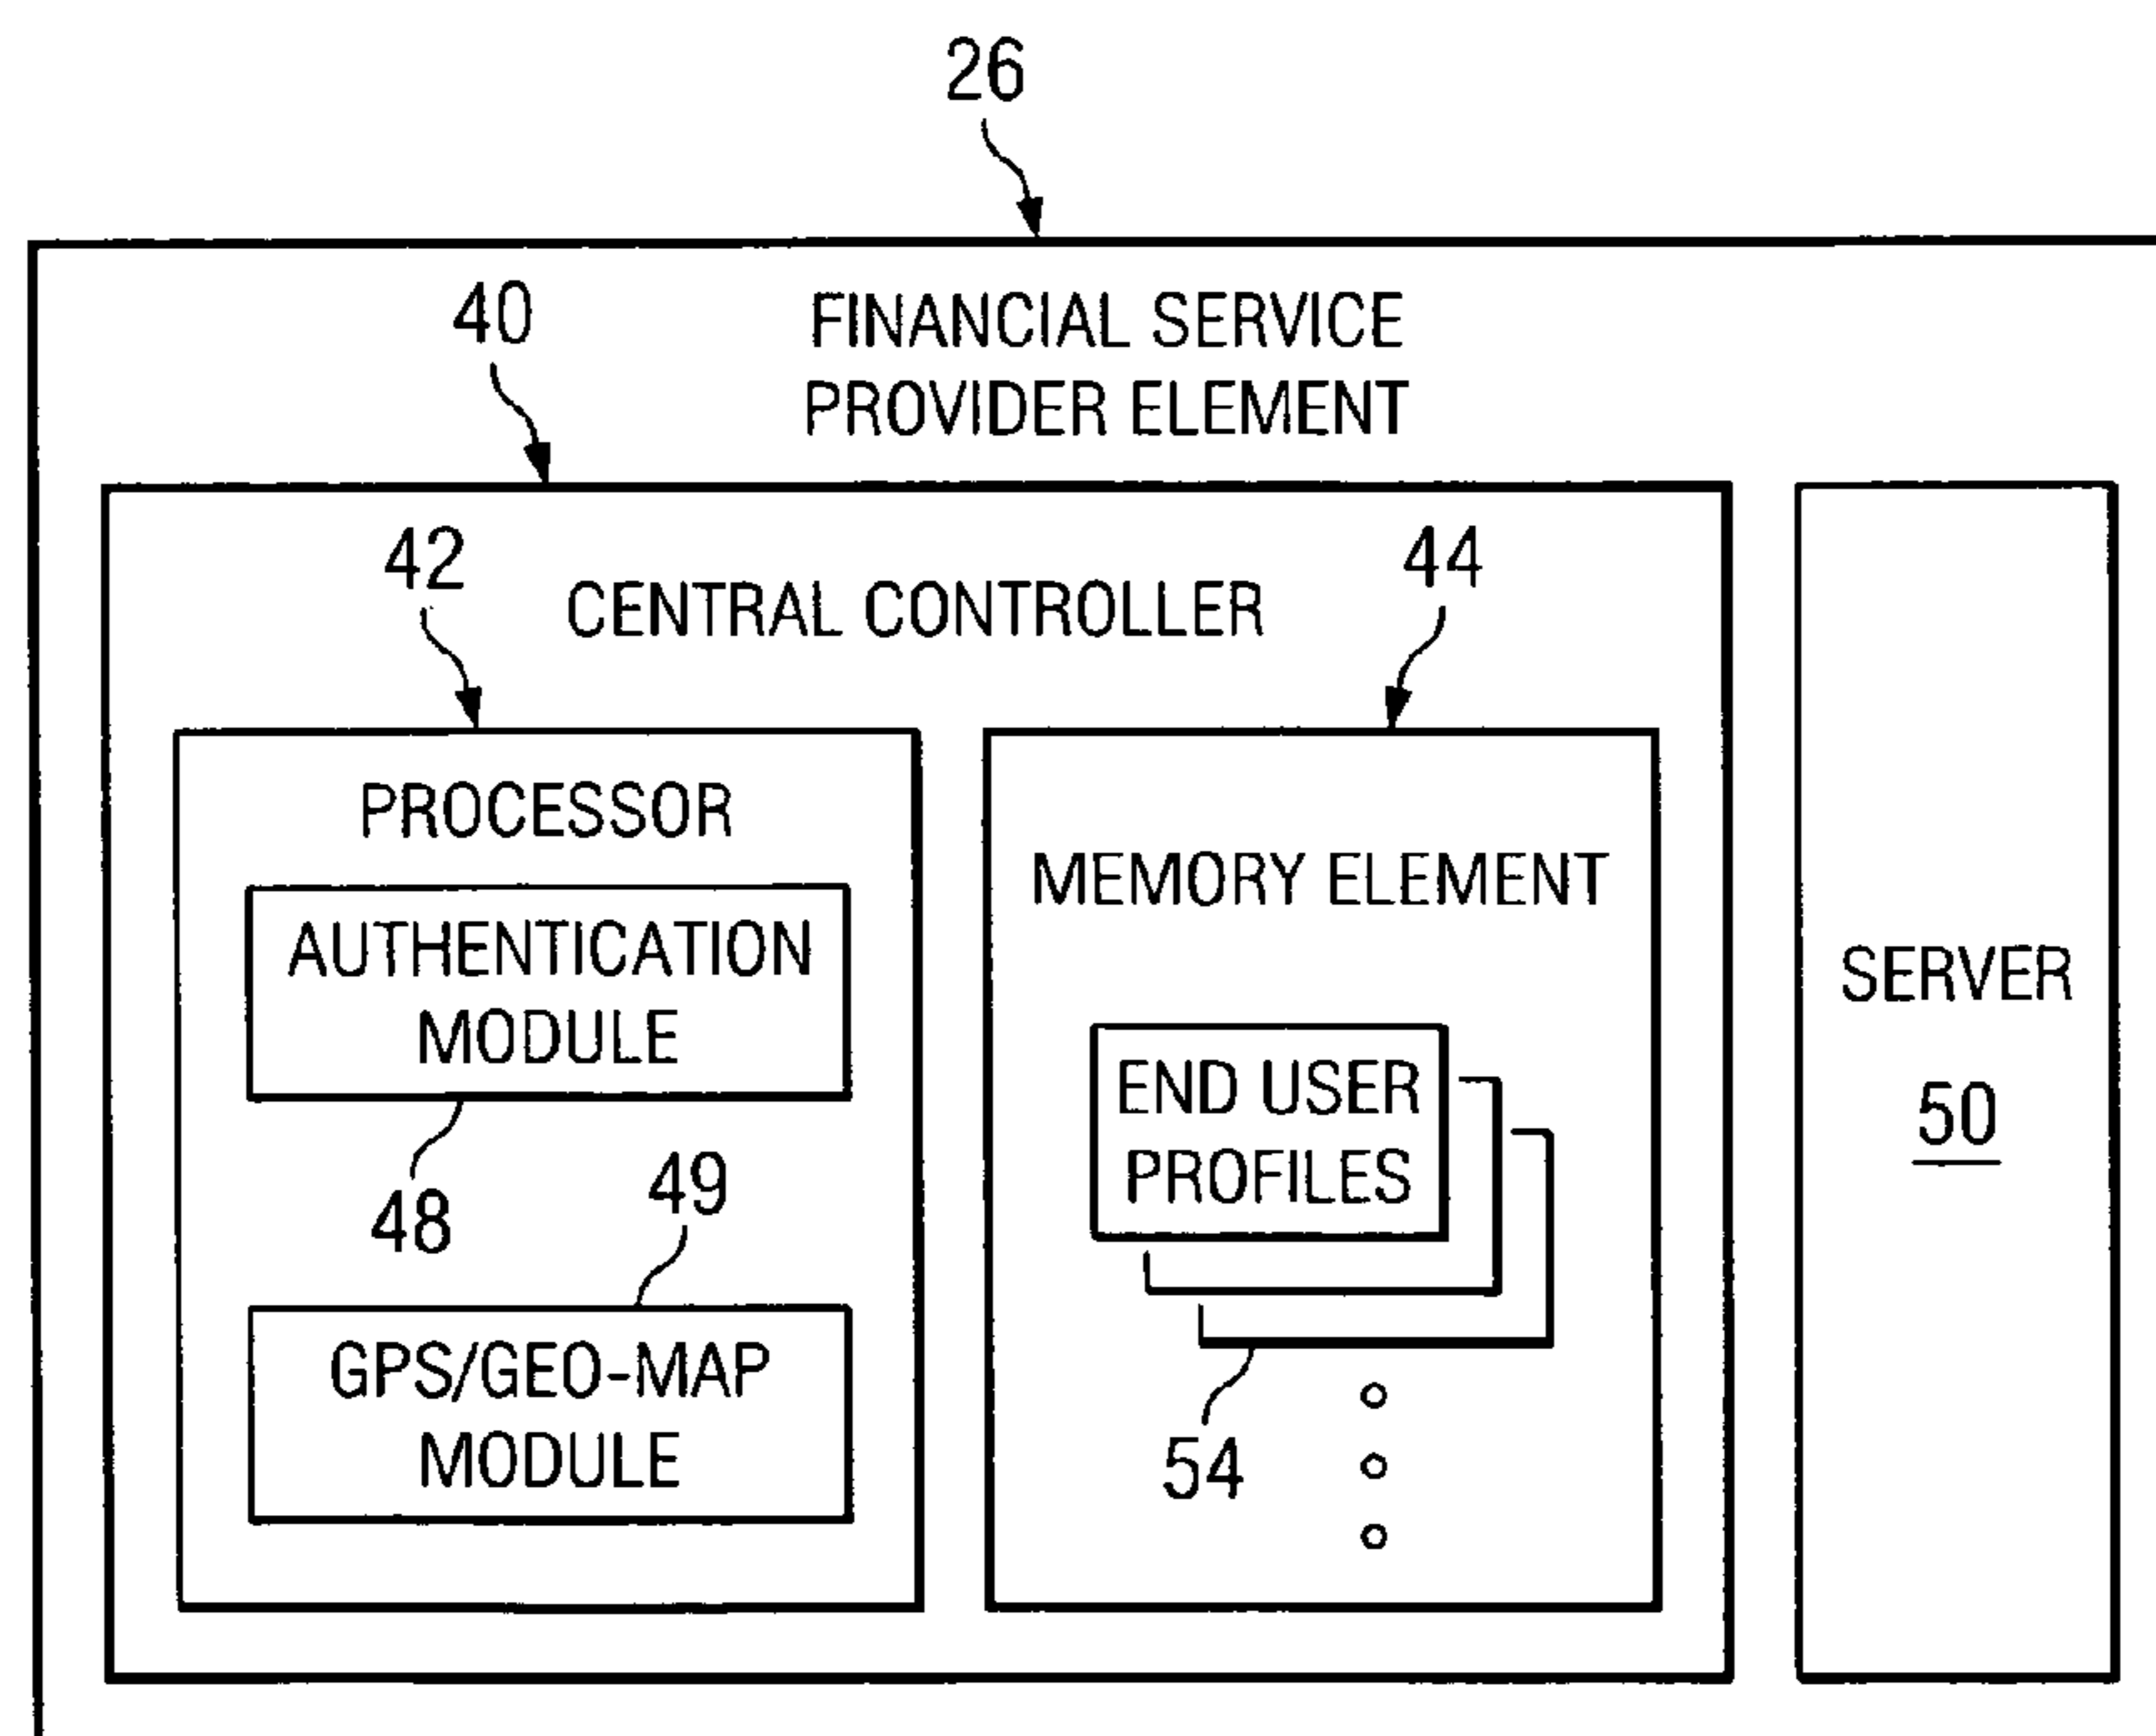 26
40
FINANCIAL SERVICE
PROVIDER ELEMENT
42
44
CENTRAL CONTROLLER
PROCESSOR
AUTHENTICATION
MODULE
48
49
GPS/GEO-MAP
MODULE
MEMORY ELEMENT
END USER
PROFILES
54
SERVER
50